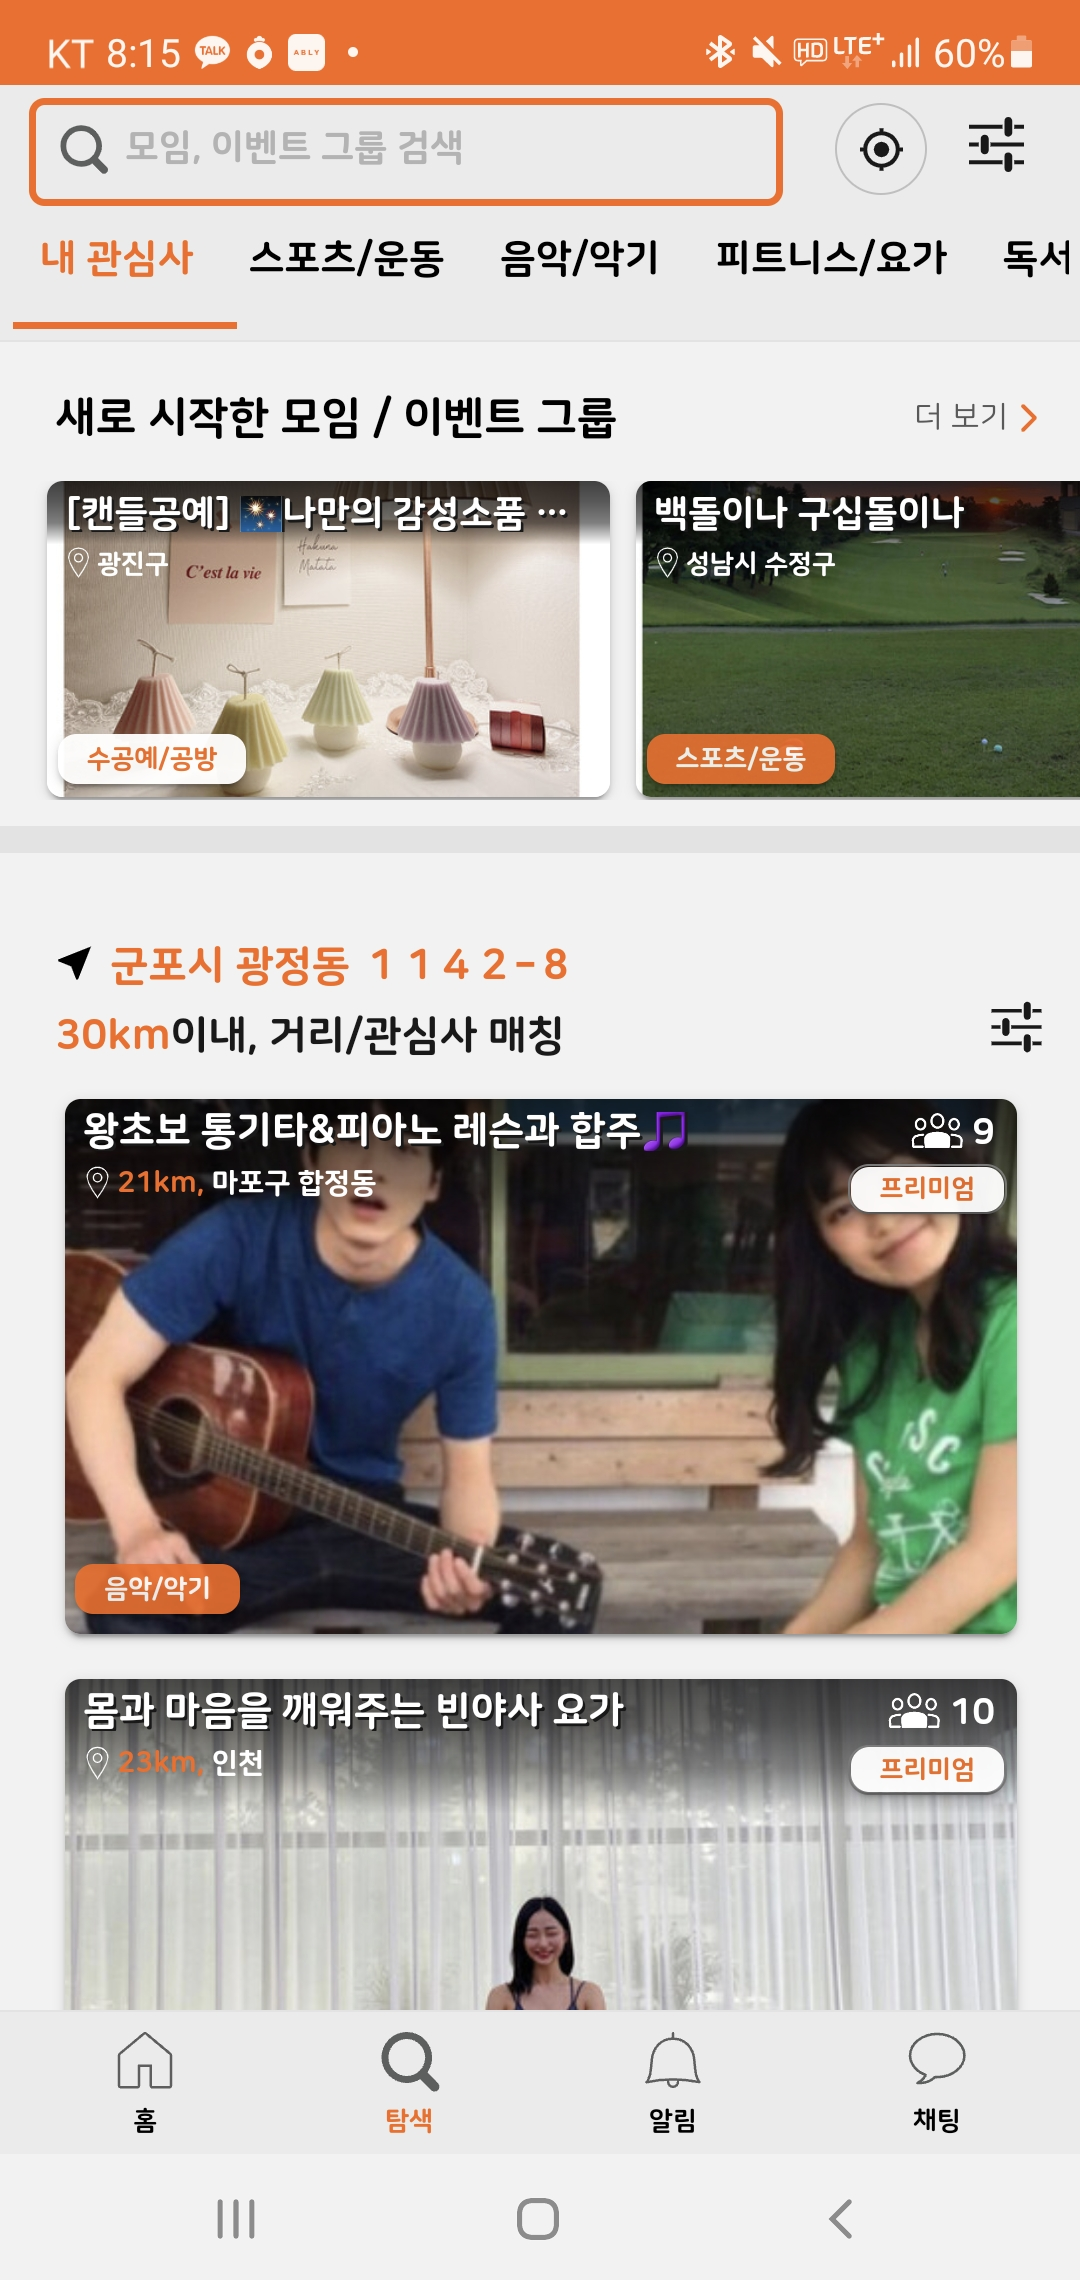 KT 8:15 TALK ABLY HD LTE+ 60%
모임, 이벤트 그룹 검색
내 관심사 스포츠/운동 음악/악기 피트니스/요가 독서
새로 시작한 모임 / 이벤트 그룹 더 보기
[캔들공예] 🎇나만의 감성소품 ···
광진구
C'est la vie
Hakuna
Matata
수공예/공방
백돌이나 구십돌이나
성남시 수정구
스포츠/운동
군포시 광정동 1142-8
30km이내, 거리/관심사 매칭
왕초보 통기타&피아노 레슨과 합주🎵 9
21km, 마포구 합정동 프리미엄
음악/악기
몸과 마음을 깨워주는 빈야사 요가 10
23km, 인천 프리미엄
홈 탐색 알림 채팅